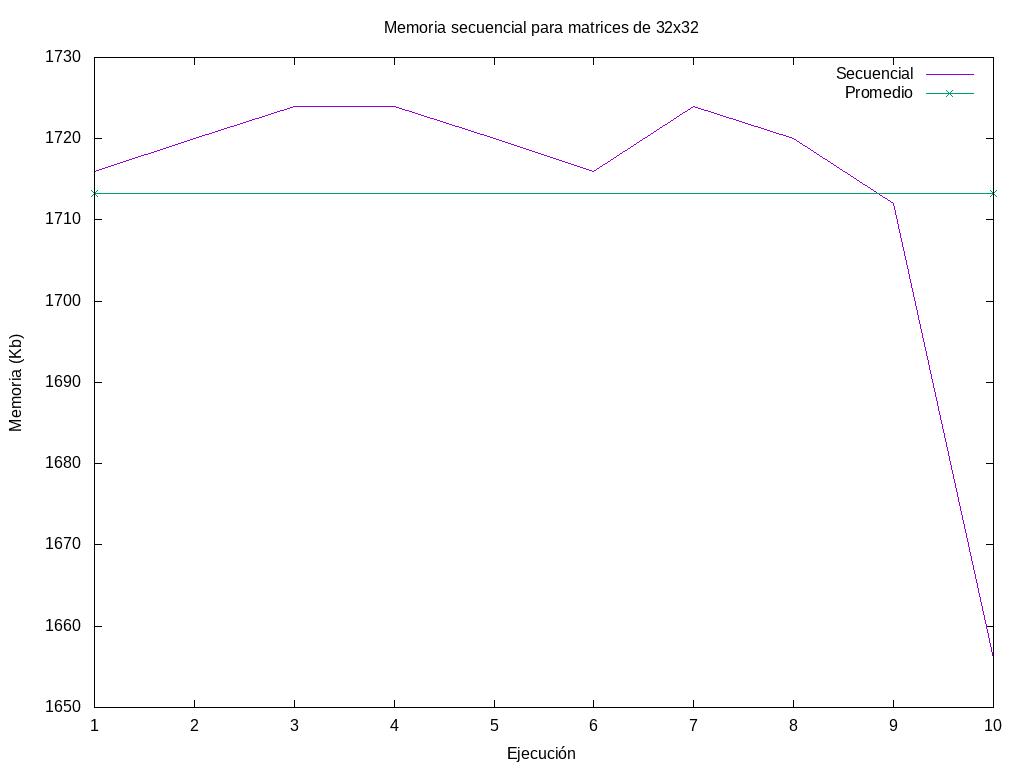 Memoria secuencial para matrices de 32x32
1730
1720
1710
1700
1690
1680
1670
1660
1650
Memoria (Kb)
Secuencial
Promedio
1 2 3 4 5 6 7 8 9 10
Ejecución